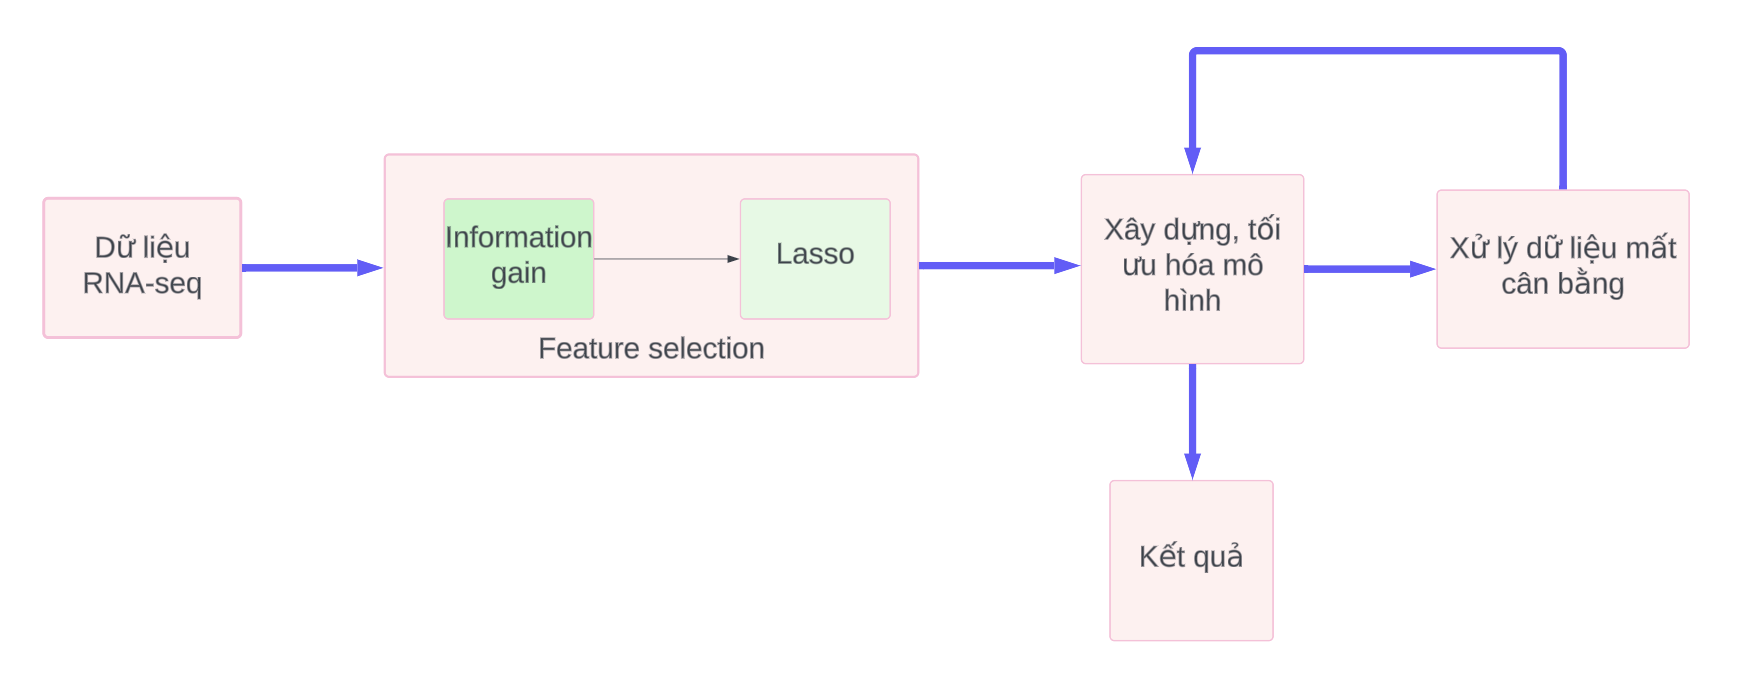 Dữ liệu
RNA-seq
Information
gain
Lasso
Feature selection
Xây dựng, tối
ưu hóa mô
hình
Xử lý dữ liệu mất
cân bằng
Kết quả